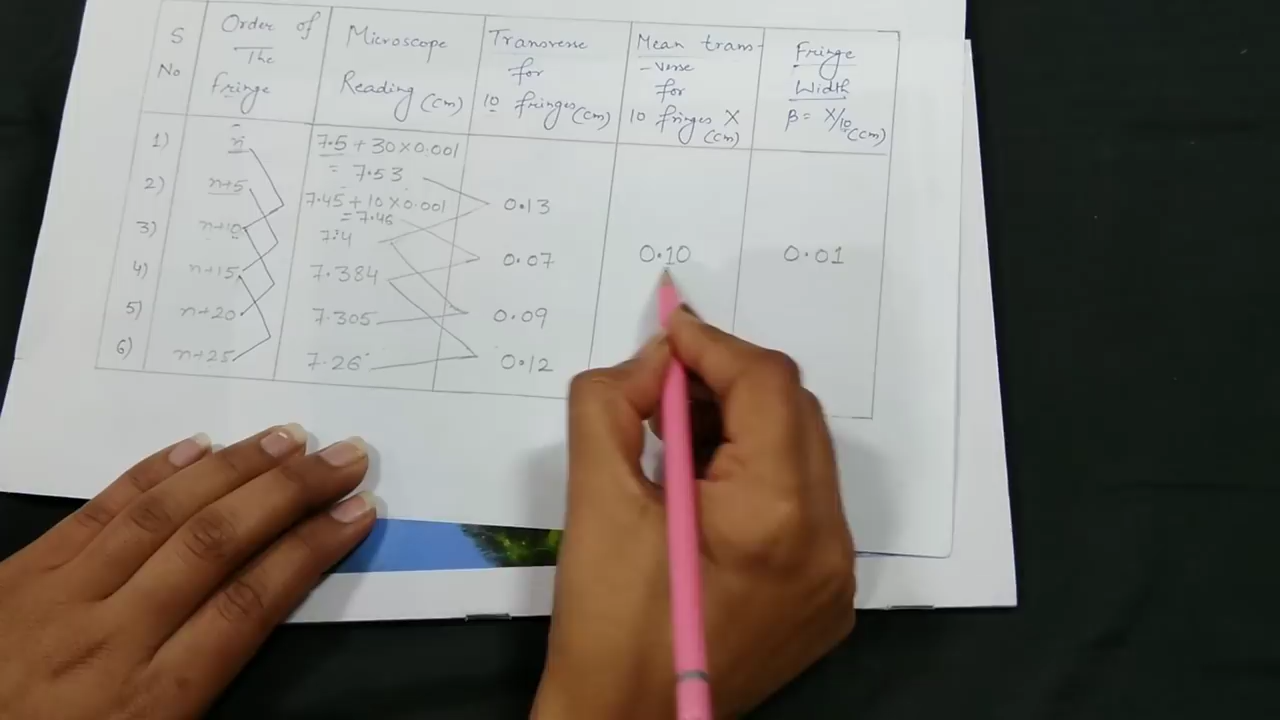 S No
Order of The Fringe
Microscope Reading (cm)
Transverse for 10 fringes (cm)
Mean trans-verse for 10 fringes X (cm)
Fringe Width β = X/10 (cm)
1) n 7.5 + 30 × 0.001
= 7.53
2) n+5 7.45 + 10 × 0.001
= 7.46
0.13
3) n+10 7.4
4) n+15 7.384 0.07 0.10 0.01
5) n+20 7.305 0.09
6) n+25 7.26 0.12